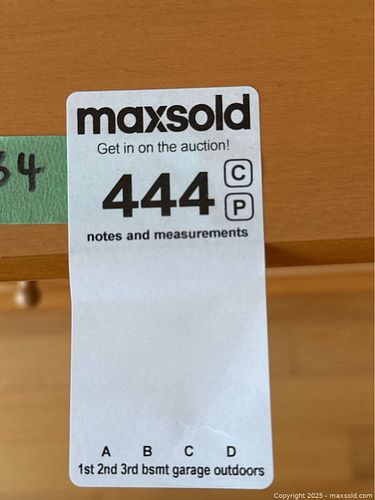 maxsold
Get in on the auction!
444 C
P
notes and measurements
34
A B C D
1st 2nd 3rd bsmt garage outdoors
Copyright 2025 - maxsold.com